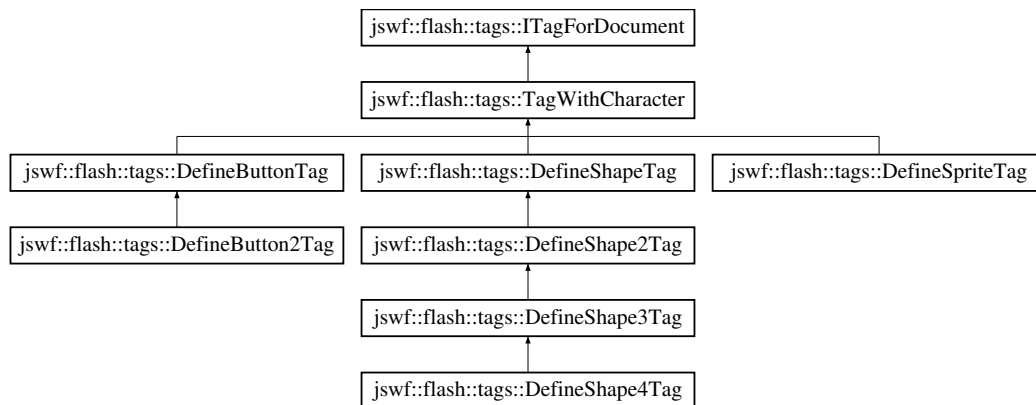 jswf::flash::tags::ITagForDocument
jswf::flash::tags::TagWithCharacter
jswf::flash::tags::DefineButtonTag
jswf::flash::tags::DefineShapeTag
jswf::flash::tags::DefineSpriteTag
jswf::flash::tags::DefineButton2Tag
jswf::flash::tags::DefineShape2Tag
jswf::flash::tags::DefineShape3Tag
jswf::flash::tags::DefineShape4Tag